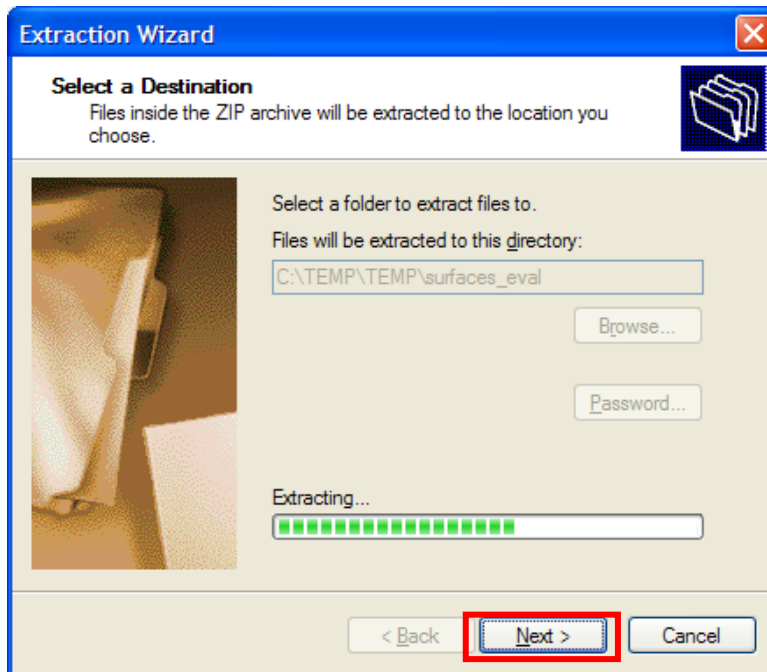 Extraction Wizard
Select a Destination
Files inside the ZIP archive will be extracted to the location you
choose.
Select a folder to extract files to.
Files will be extracted to this directory:
C:\TEMP\TEMP\surfaces_eval
Browse...
Password...
Extracting...
< Back
Next >
Cancel